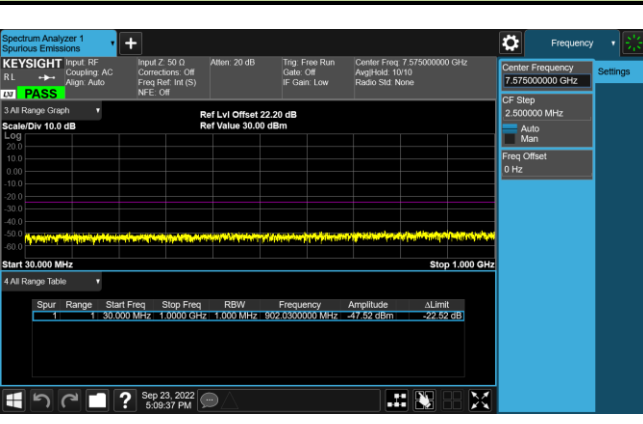 Spectrum Analyzer 1
Spurious Emissions
Frequency
KEYSIGHT
RL
LXI
PASS
Input: RF
Coupling: AC
Align: Auto
Input Z: 50 Ω
Corrections: Off
Freq Ref: Int (S)
NFE: Off
Atten: 20 dB
Trig: Free Run
Gate: Off
IF Gain: Low
Center Freq: 7.575000000 GHz
Avg|Hold: 10/10
Radio Std: None
Center Frequency
7.575000000 GHz
Settings
CF Step
2.500000 MHz
Auto
Man
Freq Offset
0 Hz
3 All Range Graph
Scale/Div 10.0 dB
Ref Lvl Offset 22.20 dB
Ref Value 30.00 dBm
Log
20.0
10.0
0.00
-10.0
-20.0
-30.0
-40.0
-50.0
-60.0
Start 30.000 MHz
Stop 1.000 GHz
4 All Range Table
Spur Range Start Freq Stop Freq RBW Frequency Amplitude ΔLimit
1 1 30.000 MHz 1.0000 GHz 1.000 MHz 902.0300000 MHz -47.52 dBm -22.52 dB
?
Sep 23, 2022
5:09:37 PM